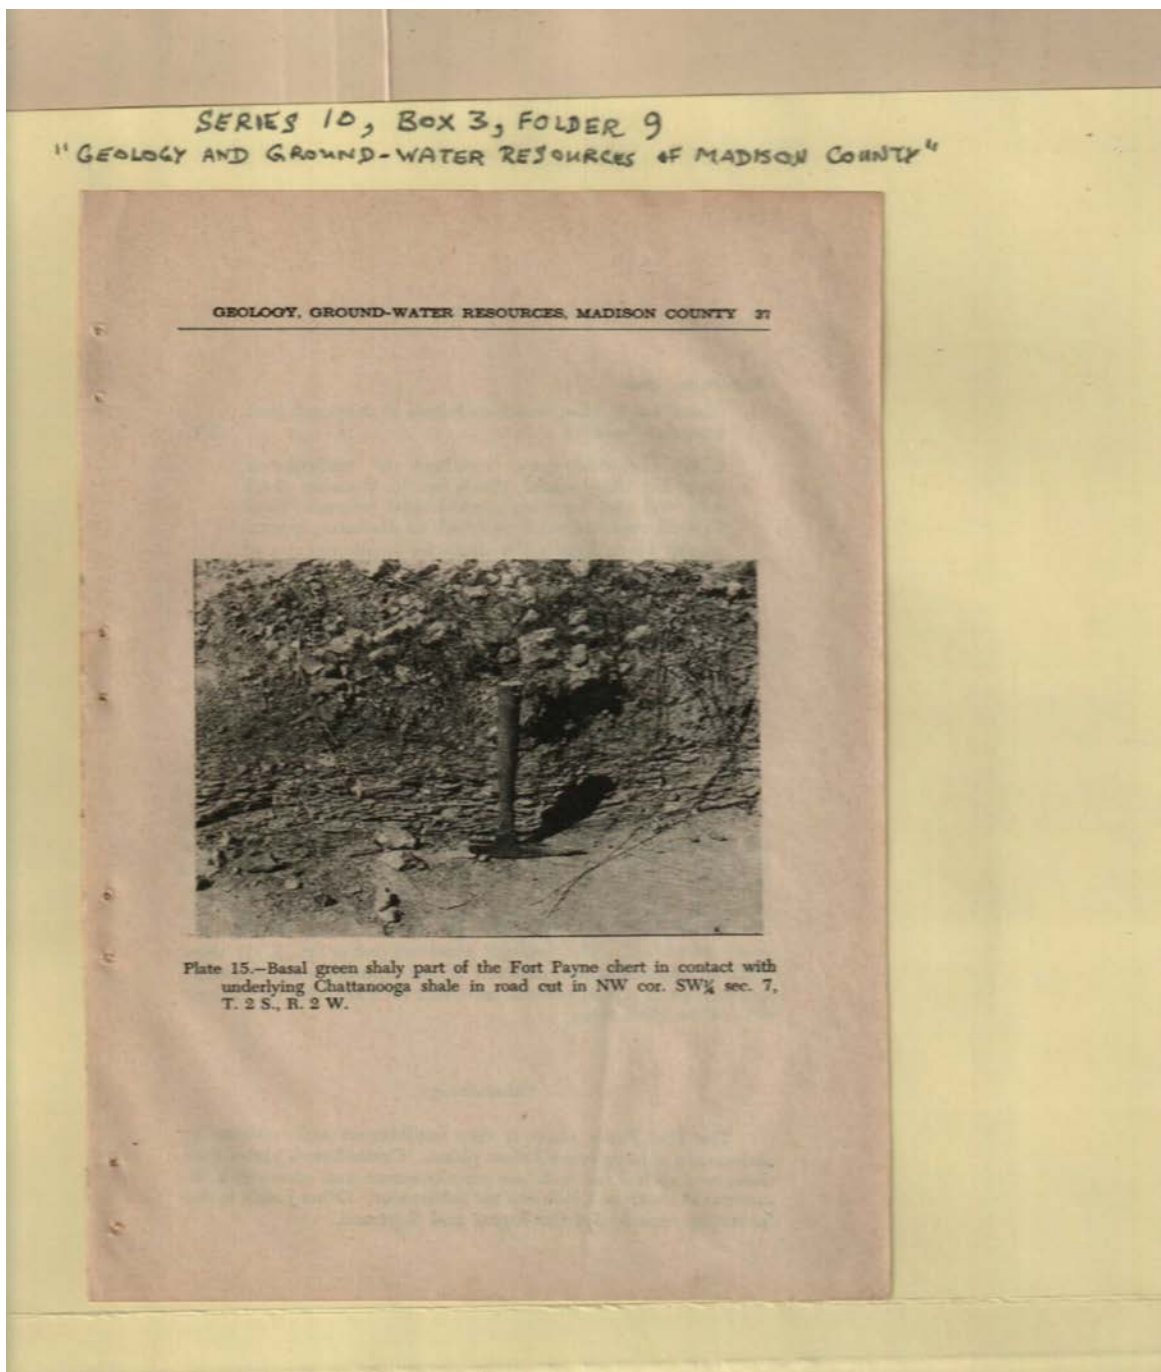 SERIES 10, BOX 3, FOLDER 9
"GEOLOGY AND GROUND-WATER RESOURCES OF MADISON COUNTY"
GEOLOGY, GROUND-WATER RESOURCES, MADISON COUNTY 37
Plate 15.—Basal green shaly part of the Fort Payne chert in contact with
underlying Chattanooga shale in road cut in NW cor. SW¼ sec. 7,
T. 2 S., R. 2 W.